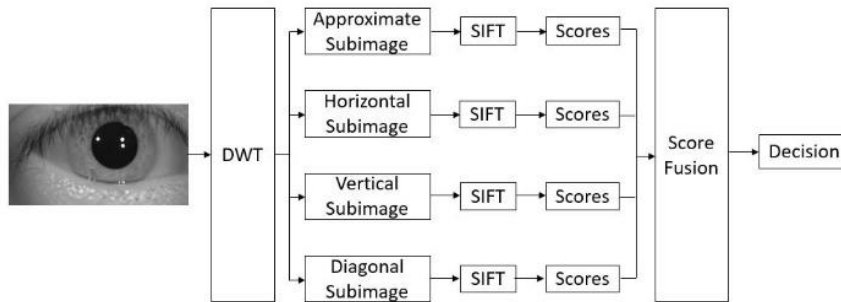 DWT
Approximate
Subimage
SIFT
Scores
Horizontal
Subimage
SIFT
Scores
Vertical
Subimage
SIFT
Scores
Diagonal
Subimage
SIFT
Scores
Score
Fusion
Decision